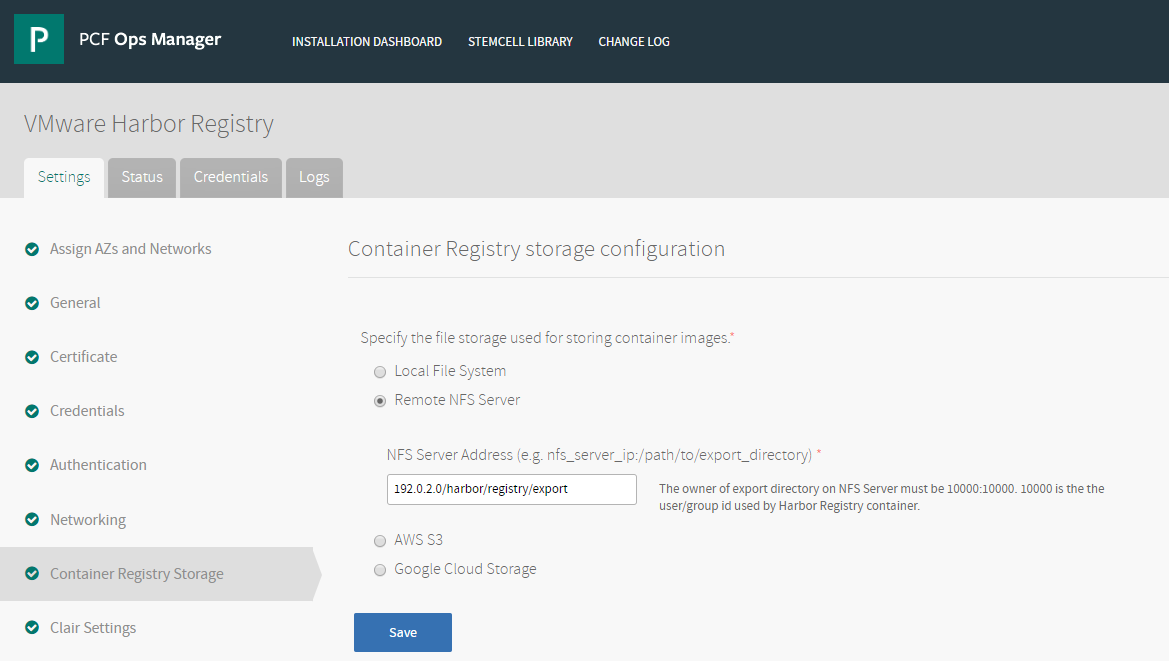 P
PCF Ops Manager
INSTALLATION DASHBOARD
STEMCELL LIBRARY
CHANGE LOG
VMware Harbor Registry
Settings
Status
Credentials
Logs
Assign AZs and Networks
General
Certificate
Credentials
Authentication
Networking
Container Registry Storage
Clair Settings
Container Registry storage configuration
Specify the file storage used for storing container images.*
Local File System
Remote NFS Server
NFS Server Address (e.g. nfs_server_ip:/path/to/export_directory) *
192.0.2.0/harbor/registry/export
The owner of export directory on NFS Server must be 10000:10000. 10000 is the the
user/group id used by Harbor Registry container.
AWS S3
Google Cloud Storage
Save